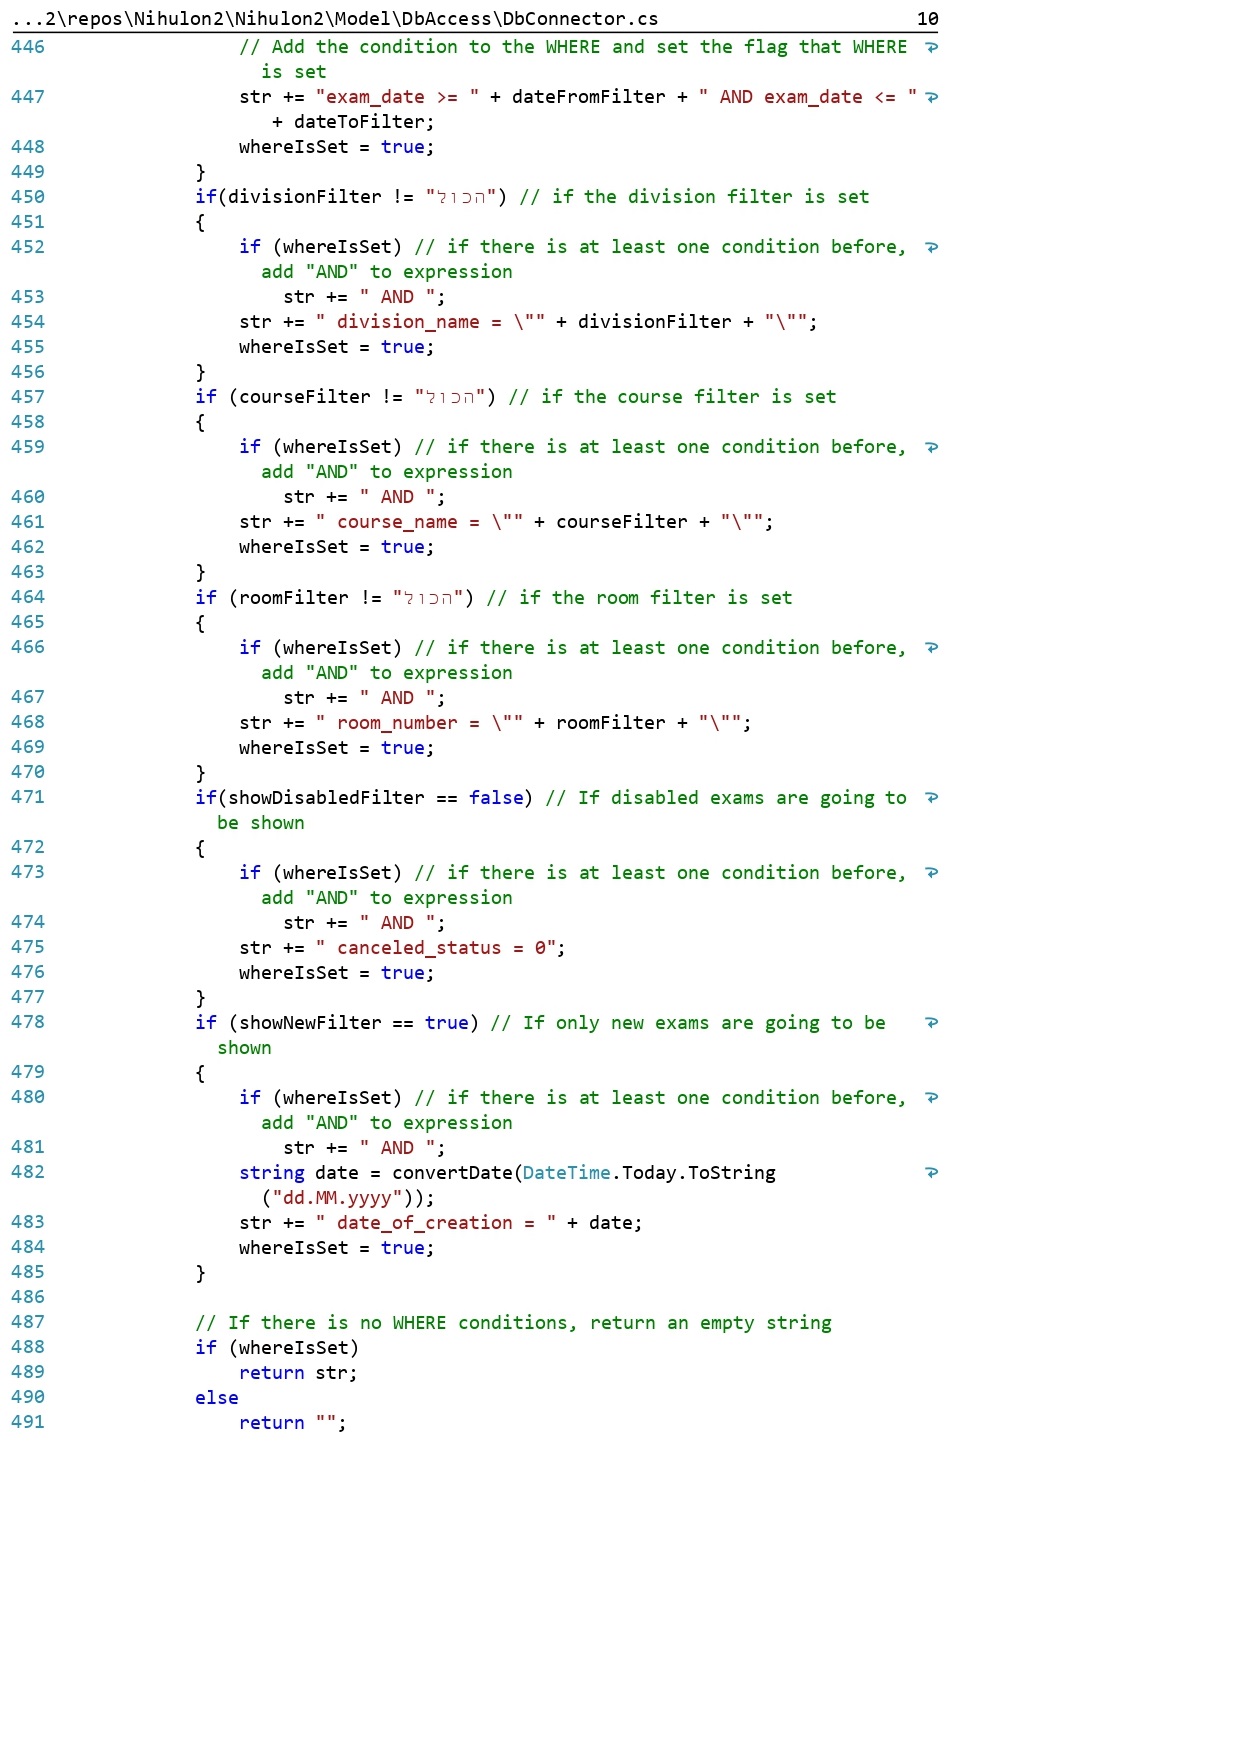 ...2\repos\Nihulon2\Nihulon2\Model\DbAccess\DbConnector.cs 10
446 // Add the condition to the WHERE and set the flag that WHERE
is set
447 str += "exam_date >= " + dateFromFilter + " AND exam_date <= "
+ dateToFilter;
448 whereIsSet = true;
449 }
450 if(divisionFilter != "הכול") // if the division filter is set
451 {
452 if (whereIsSet) // if there is at least one condition before,
add "AND" to expression
453 str += " AND ";
454 str += " division_name = \"" + divisionFilter + "\"";
455 whereIsSet = true;
456 }
457 if (courseFilter != "הכול") // if the course filter is set
458 {
459 if (whereIsSet) // if there is at least one condition before,
add "AND" to expression
460 str += " AND ";
461 str += " course_name = \"" + courseFilter + "\"";
462 whereIsSet = true;
463 }
464 if (roomFilter != "הכול") // if the room filter is set
465 {
466 if (whereIsSet) // if there is at least one condition before,
add "AND" to expression
467 str += " AND ";
468 str += " room_number = \"" + roomFilter + "\"";
469 whereIsSet = true;
470 }
471 if(showDisabledFilter == false) // If disabled exams are going to
be shown
472 {
473 if (whereIsSet) // if there is at least one condition before,
add "AND" to expression
474 str += " AND ";
475 str += " canceled_status = 0";
476 whereIsSet = true;
477 }
478 if (showNewFilter == true) // If only new exams are going to be
shown
479 {
480 if (whereIsSet) // if there is at least one condition before,
add "AND" to expression
481 str += " AND ";
482 string date = convertDate(DateTime.Today.ToString
("dd.MM.yyyy"));
483 str += " date_of_creation = " + date;
484 whereIsSet = true;
485 }
486
487 // If there is no WHERE conditions, return an empty string
488 if (whereIsSet)
489 return str;
490 else
491 return "";